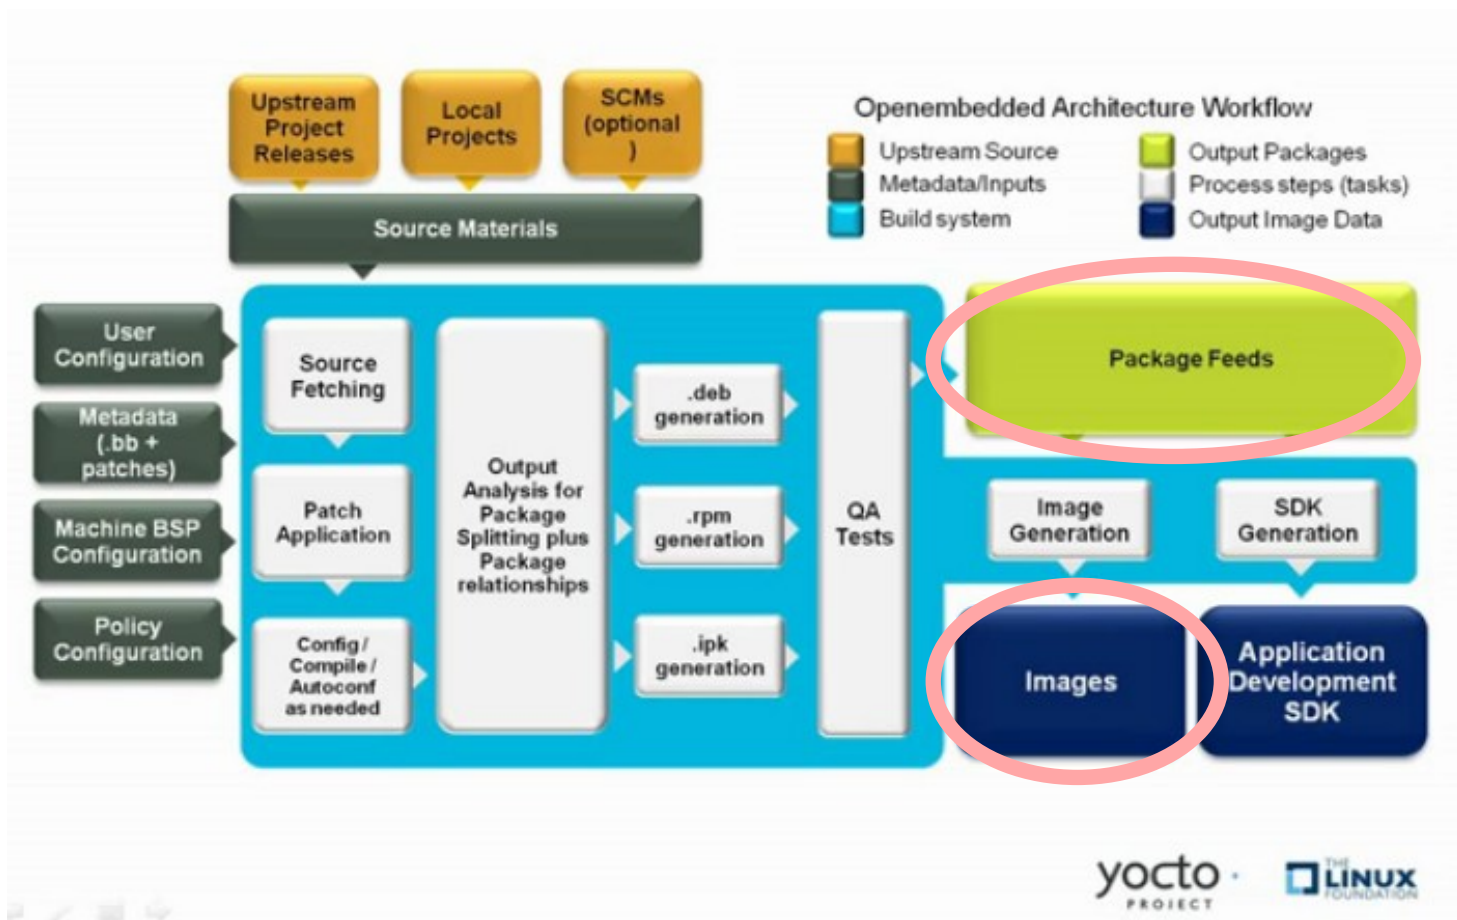 Upstream
Project
Releases
Local
Projects
SCMs
(optional
)
Openembedded Architecture Workflow
Upstream Source
Metadata/Inputs
Build system
Output Packages
Process steps (tasks)
Output Image Data
Source Materials
User
Configuration
Metadata
(.bb +
patches)
Machine BSP
Configuration
Policy
Configuration
Source
Fetching
Patch
Application
Config /
Compile /
Autoconf
as needed
Output
Analysis for
Package
Splitting plus
Package
relationships
.deb
generation
.rpm
generation
.ipk
generation
QA
Tests
Package Feeds
Image
Generation
SDK
Generation
Images
Application
Development
SDK
yocto
PROJECT
THE
LINUX
FOUNDATION